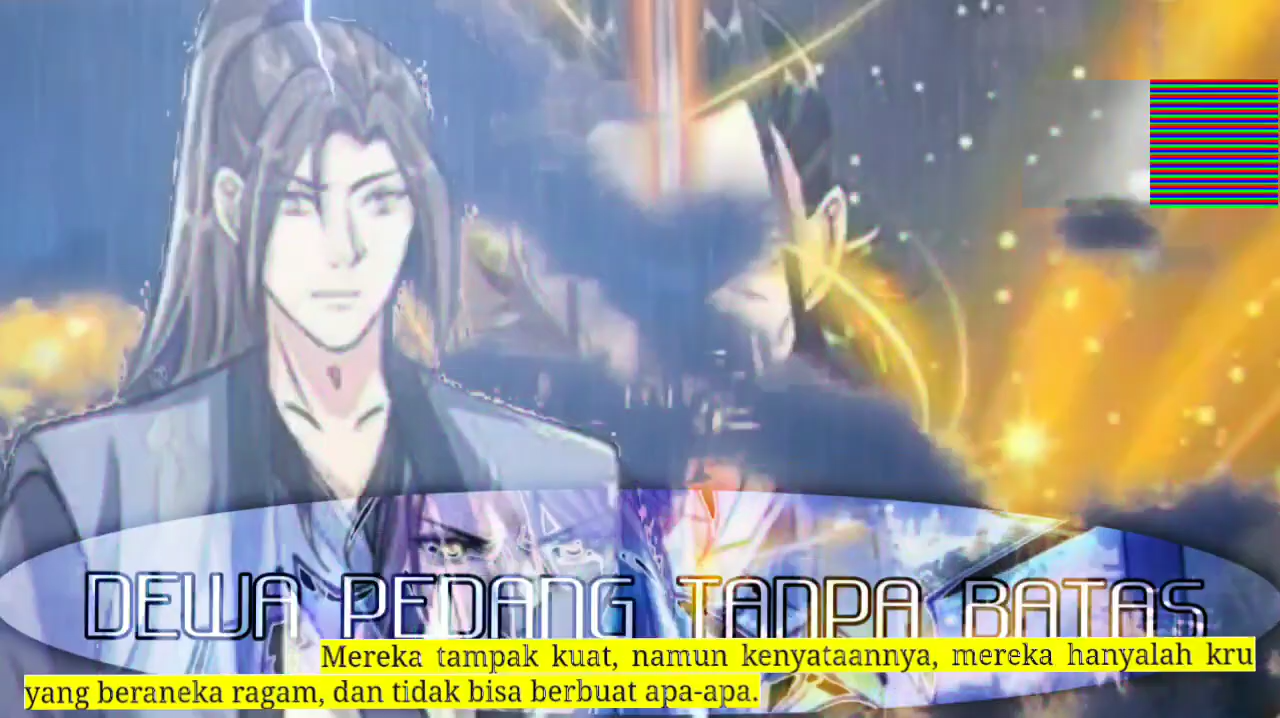 DEWA PEDANG TANPA BATAS
Mereka tampak kuat, namun kenyataannya, mereka hanyalah kru
yang beraneka ragam, dan tidak bisa berbuat apa-apa.